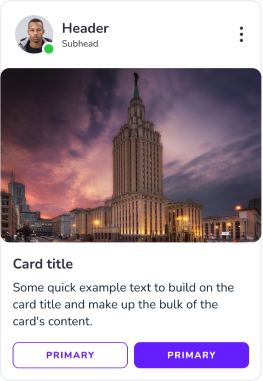 Header
Subhead
Card title
Some quick example text to build on the
card title and make up the bulk of the
card's content.
PRIMARY
PRIMARY